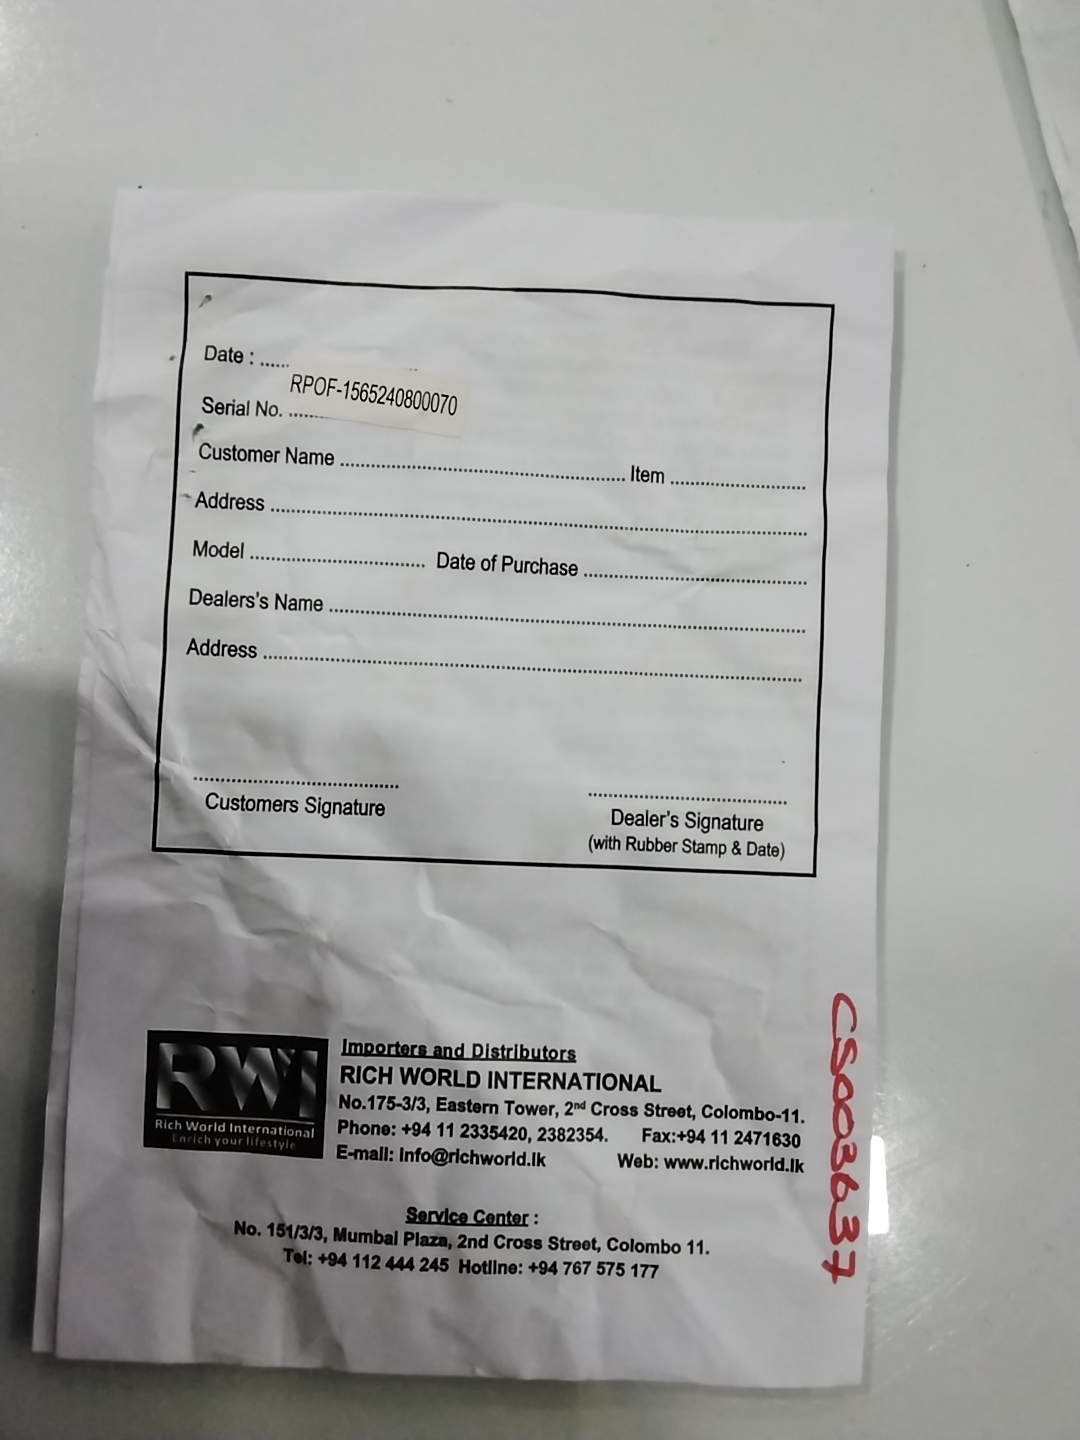 Date : ......
RPOF-1565240800070
Serial No. .......
Customer Name ............................................................ Item ............................
Address ........................................................................................................................
Model ..................................... Date of Purchase ..............................................
Dealers's Name ..................................................................................................
Address ........................................................................................................................
............................................
Customers Signature
..........................................
Dealer's Signature
(with Rubber Stamp & Date)
CS003637
RWI
Rich World International
Enrich your lifestyle
Importers and Distributors
RICH WORLD INTERNATIONAL
No.175-3/3, Eastern Tower, 2nd Cross Street, Colombo-11.
Phone: +94 11 2335420, 2382354. Fax:+94 11 2471630
E-mail: info@richworld.lk Web: www.richworld.lk
Service Center :
No. 151/3/3, Mumbai Plaza, 2nd Cross Street, Colombo 11.
Tel: +94 112 444 245 Hotline: +94 767 575 177